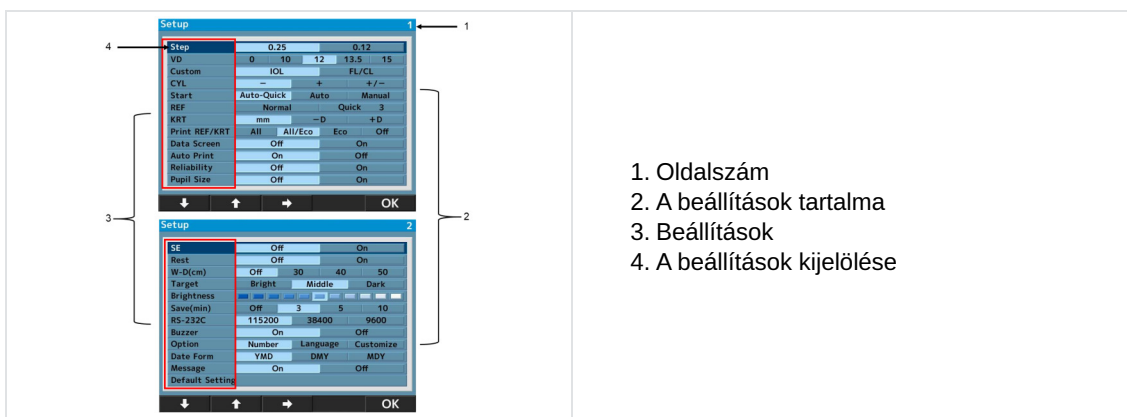 Setup 1
Step 0.25 0.12
VD 0 10 12 13.5 15
Custom IOL FL/CL
CYL − + +/−
Start Auto-Quick Auto Manual
REF Normal Quick 3
KRT mm −D +D
Print REF/KRT All All/Eco Eco Off
Data Screen Off On
Auto Print On Off
Reliability Off On
Pupil Size Off On
OK
Setup 2
SE Off On
Rest Off On
W-D(cm) Off 30 40 50
Target Bright Middle Dark
Brightness
Save(min) Off 3 5 10
RS-232C 115200 38400 9600
Buzzer On Off
Option Number Language Customize
Date Form YMD DMY MDY
Message On Off
Default Setting
OK
1
4
3
2
1. Oldalszám
2. A beállítások tartalma
3. Beállítások
4. A beállítások kijelölése